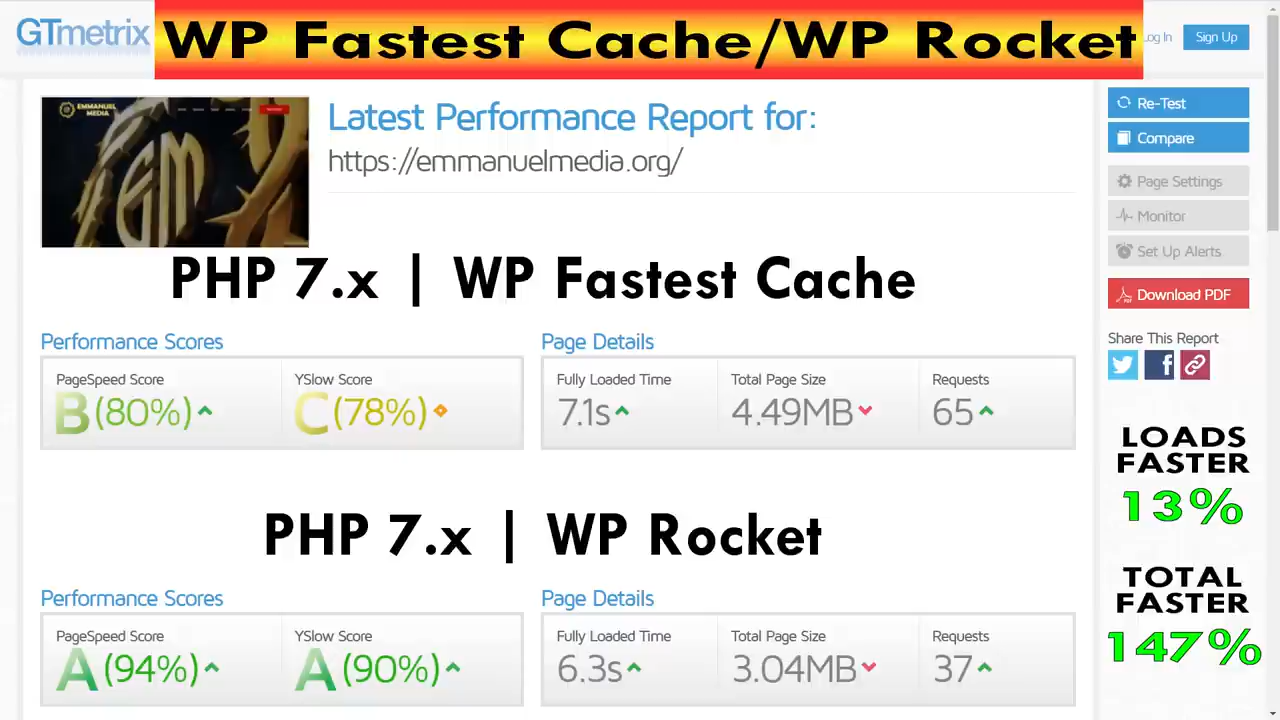 GTmetrix
WP Fastest Cache/WP Rocket
Log In
Sign Up
EMMANUEL
MEDIA
Latest Performance Report for:
https://emmanuelmedia.org/
Re-Test
Compare
Page Settings
Monitor
Set Up Alerts
Download PDF
Share This Report
PHP 7.x | WP Fastest Cache
Performance Scores
Page Details
PageSpeed Score
YSlow Score
Fully Loaded Time
Total Page Size
Requests
B(80%)
C(78%)
7.1s
4.49MB
65
LOADS
FASTER
13%
PHP 7.x | WP Rocket
Performance Scores
Page Details
PageSpeed Score
YSlow Score
Fully Loaded Time
Total Page Size
Requests
A(94%)
A(90%)
6.3s
3.04MB
37
TOTAL
FASTER
147%